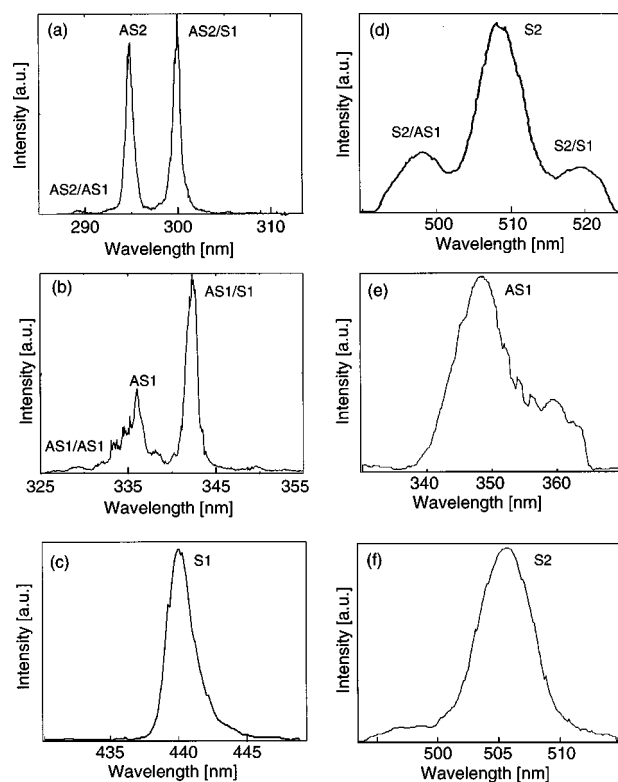 (a)
AS2
AS2/S1
AS2/AS1
Intensity [a.u.]
290 300 310
Wavelength [nm]
(d)
S2
S2/AS1
S2/S1
Intensity [a.u.]
500 510 520
Wavelength [nm]
(b)
AS1/S1
AS1
AS1/AS1
Intensity [a.u.]
325 335 345 355
Wavelength [nm]
(e)
AS1
Intensity [a.u.]
340 350 360
Wavelength [nm]
(c)
S1
Intensity [a.u.]
435 440 445
Wavelength [nm]
(f)
S2
Intensity [a.u.]
500 505 510
Wavelength [nm]